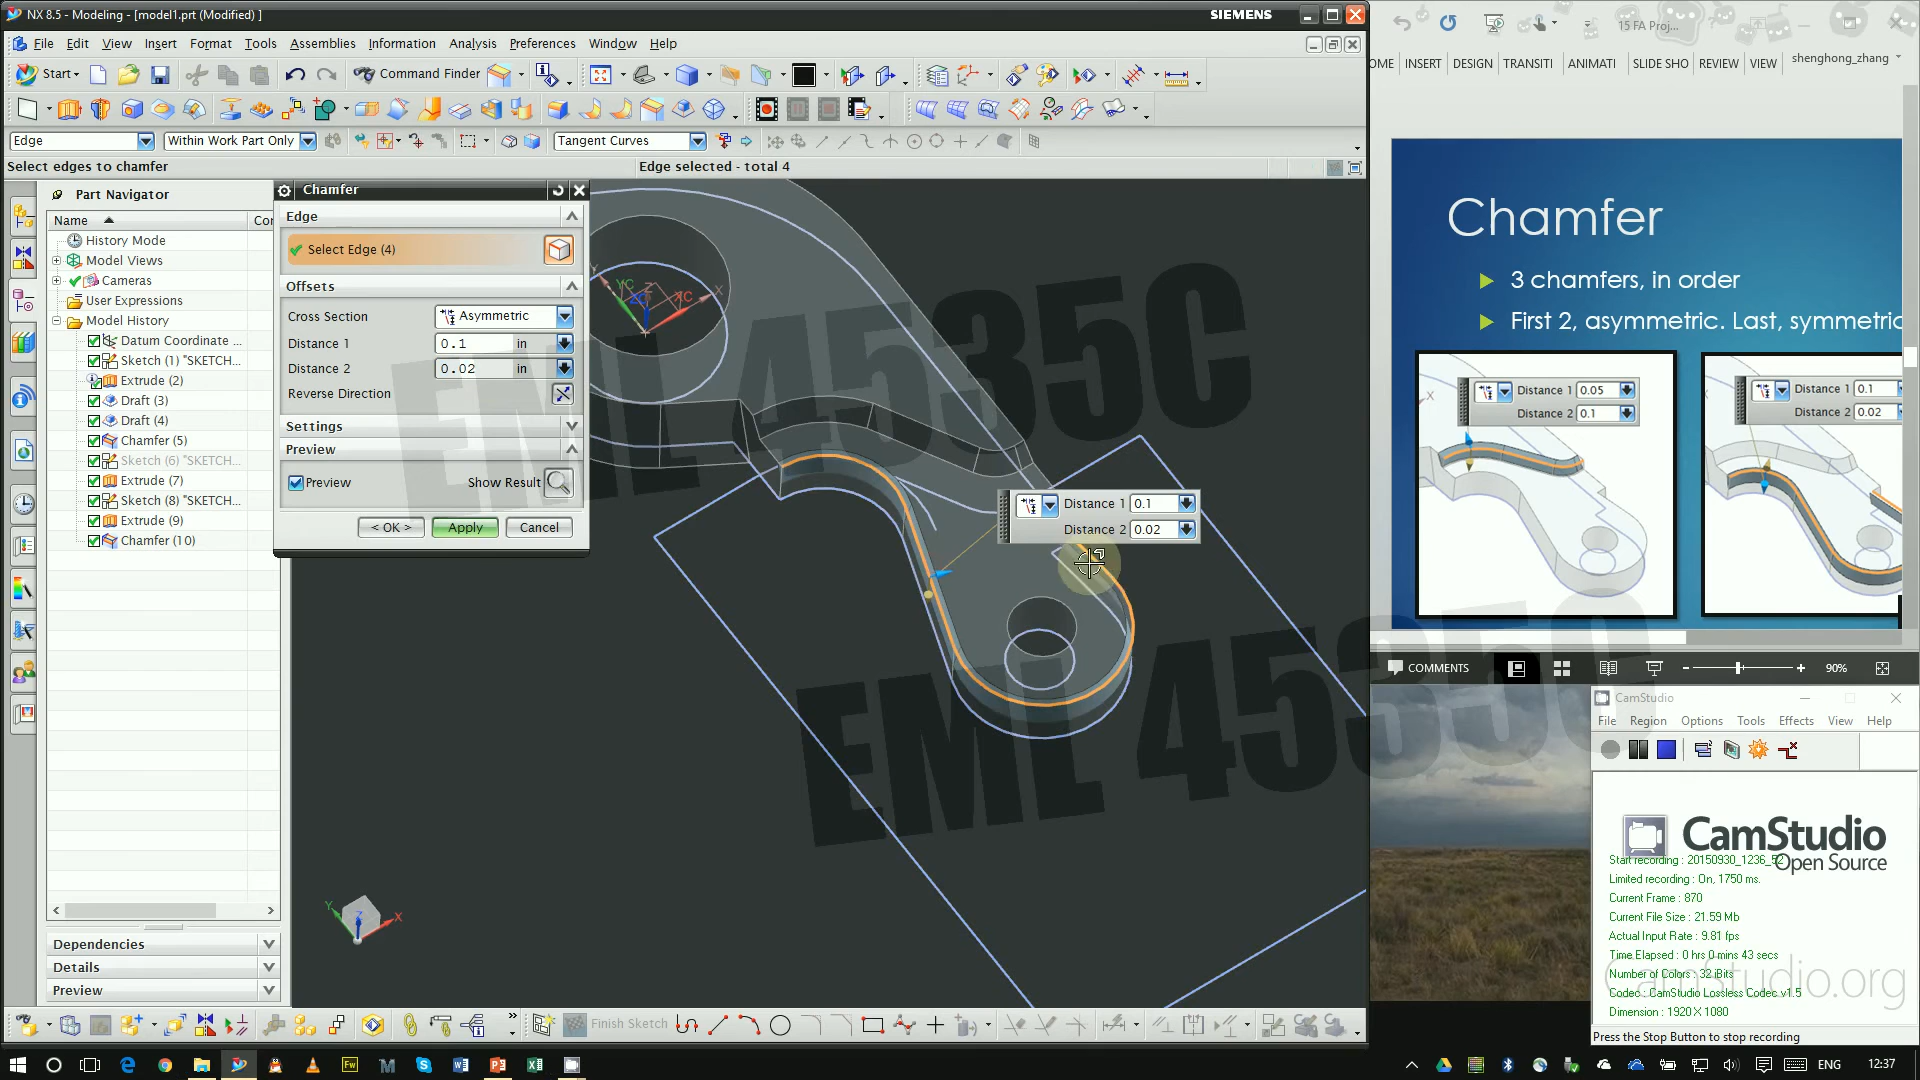 NX 8.5 - Modeling - [model1.prt (Modified) ]
SIEMENS
File Edit View Insert Format Tools Assemblies Information Analysis Preferences Window Help
Start Command Finder
Edge Within Work Part Only Tangent Curves
Select edges to chamfer
Edge selected - total 4
Part Navigator
Name
History Mode
Model Views
Cameras
User Expressions
Model History
Datum Coordinate ...
Sketch (1) "SKETCH...
Extrude (2)
Draft (3)
Draft (4)
Chamfer (5)
Sketch (6) "SKETCH...
Extrude (7)
Sketch (8) "SKETCH...
Extrude (9)
Chamfer (10)
Dependencies
Details
Preview
Chamfer
Edge
Select Edge (4)
Offsets
Cross Section Asymmetric
Distance 1 0.1 in
Distance 2 0.02 in
Reverse Direction
Settings
Preview
Preview Show Result
< OK > Apply Cancel
YC X
XC
Distance 1 0.1
Distance 2 0.02
EML 4535C
EML 4535C
Y Z X
Finish Sketch
15 FA Proj...
OME INSERT DESIGN TRANSITI ANIMATI SLIDE SHO REVIEW VIEW shenghong_zhang
Chamfer
3 chamfers, in order
First 2, asymmetric. Last, symmetric
Distance 1 0.05
Distance 2 0.1
Distance 1 0.1
Distance 2 0.02
COMMENTS 90%
CamStudio
File Region Options Tools Effects View Help
CamStudio
Open Source
Start recording : 20150930_1236_52
Limited recording : On, 1750 ms.
Current Frame : 870
Current File Size : 21.59 Mb
Actual Input Rate : 9.81 fps
Time Elapsed : 0 hrs 0 mins 43 secs
Number of Colors : 32 iBits
Codec : CamStudio Lossless Codec v1.5
Dimension : 1920 X 1080
CamStudio.org
Press the Stop Button to stop recording
ENG 12:37